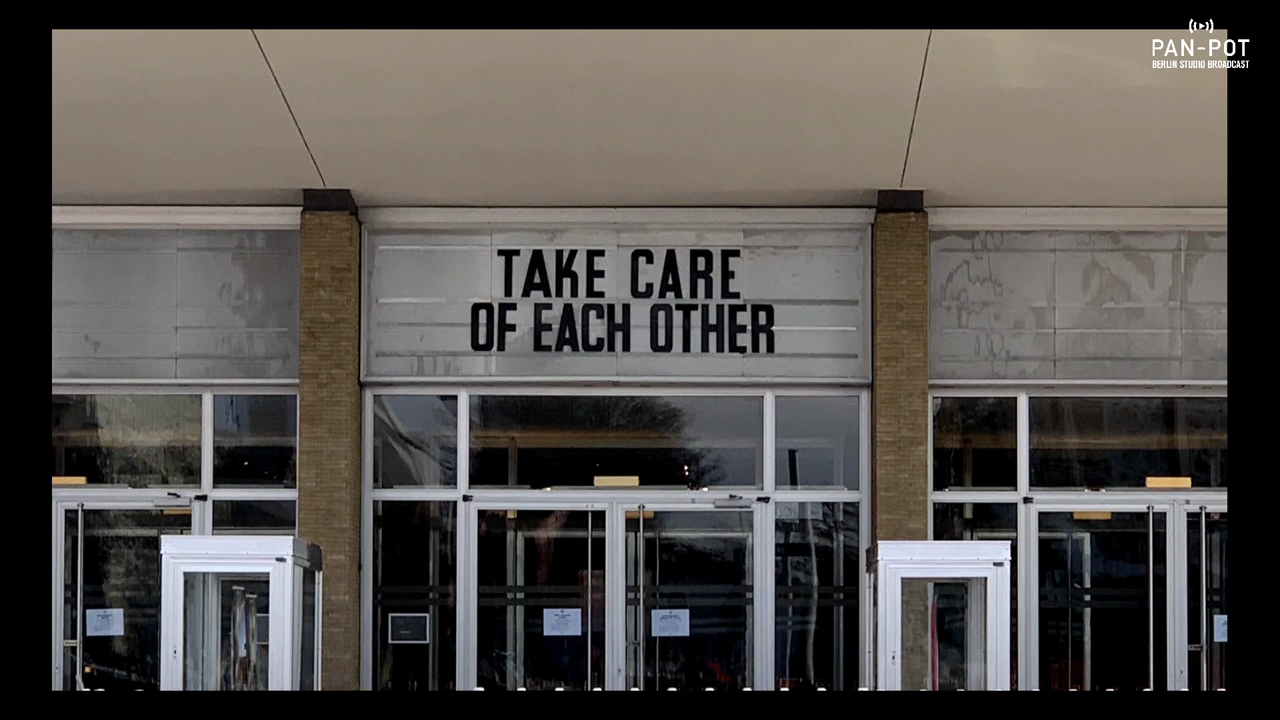 PAN-POT
BERLIN STUDIO BROADCAST
TAKE CARE
OF EACH OTHER